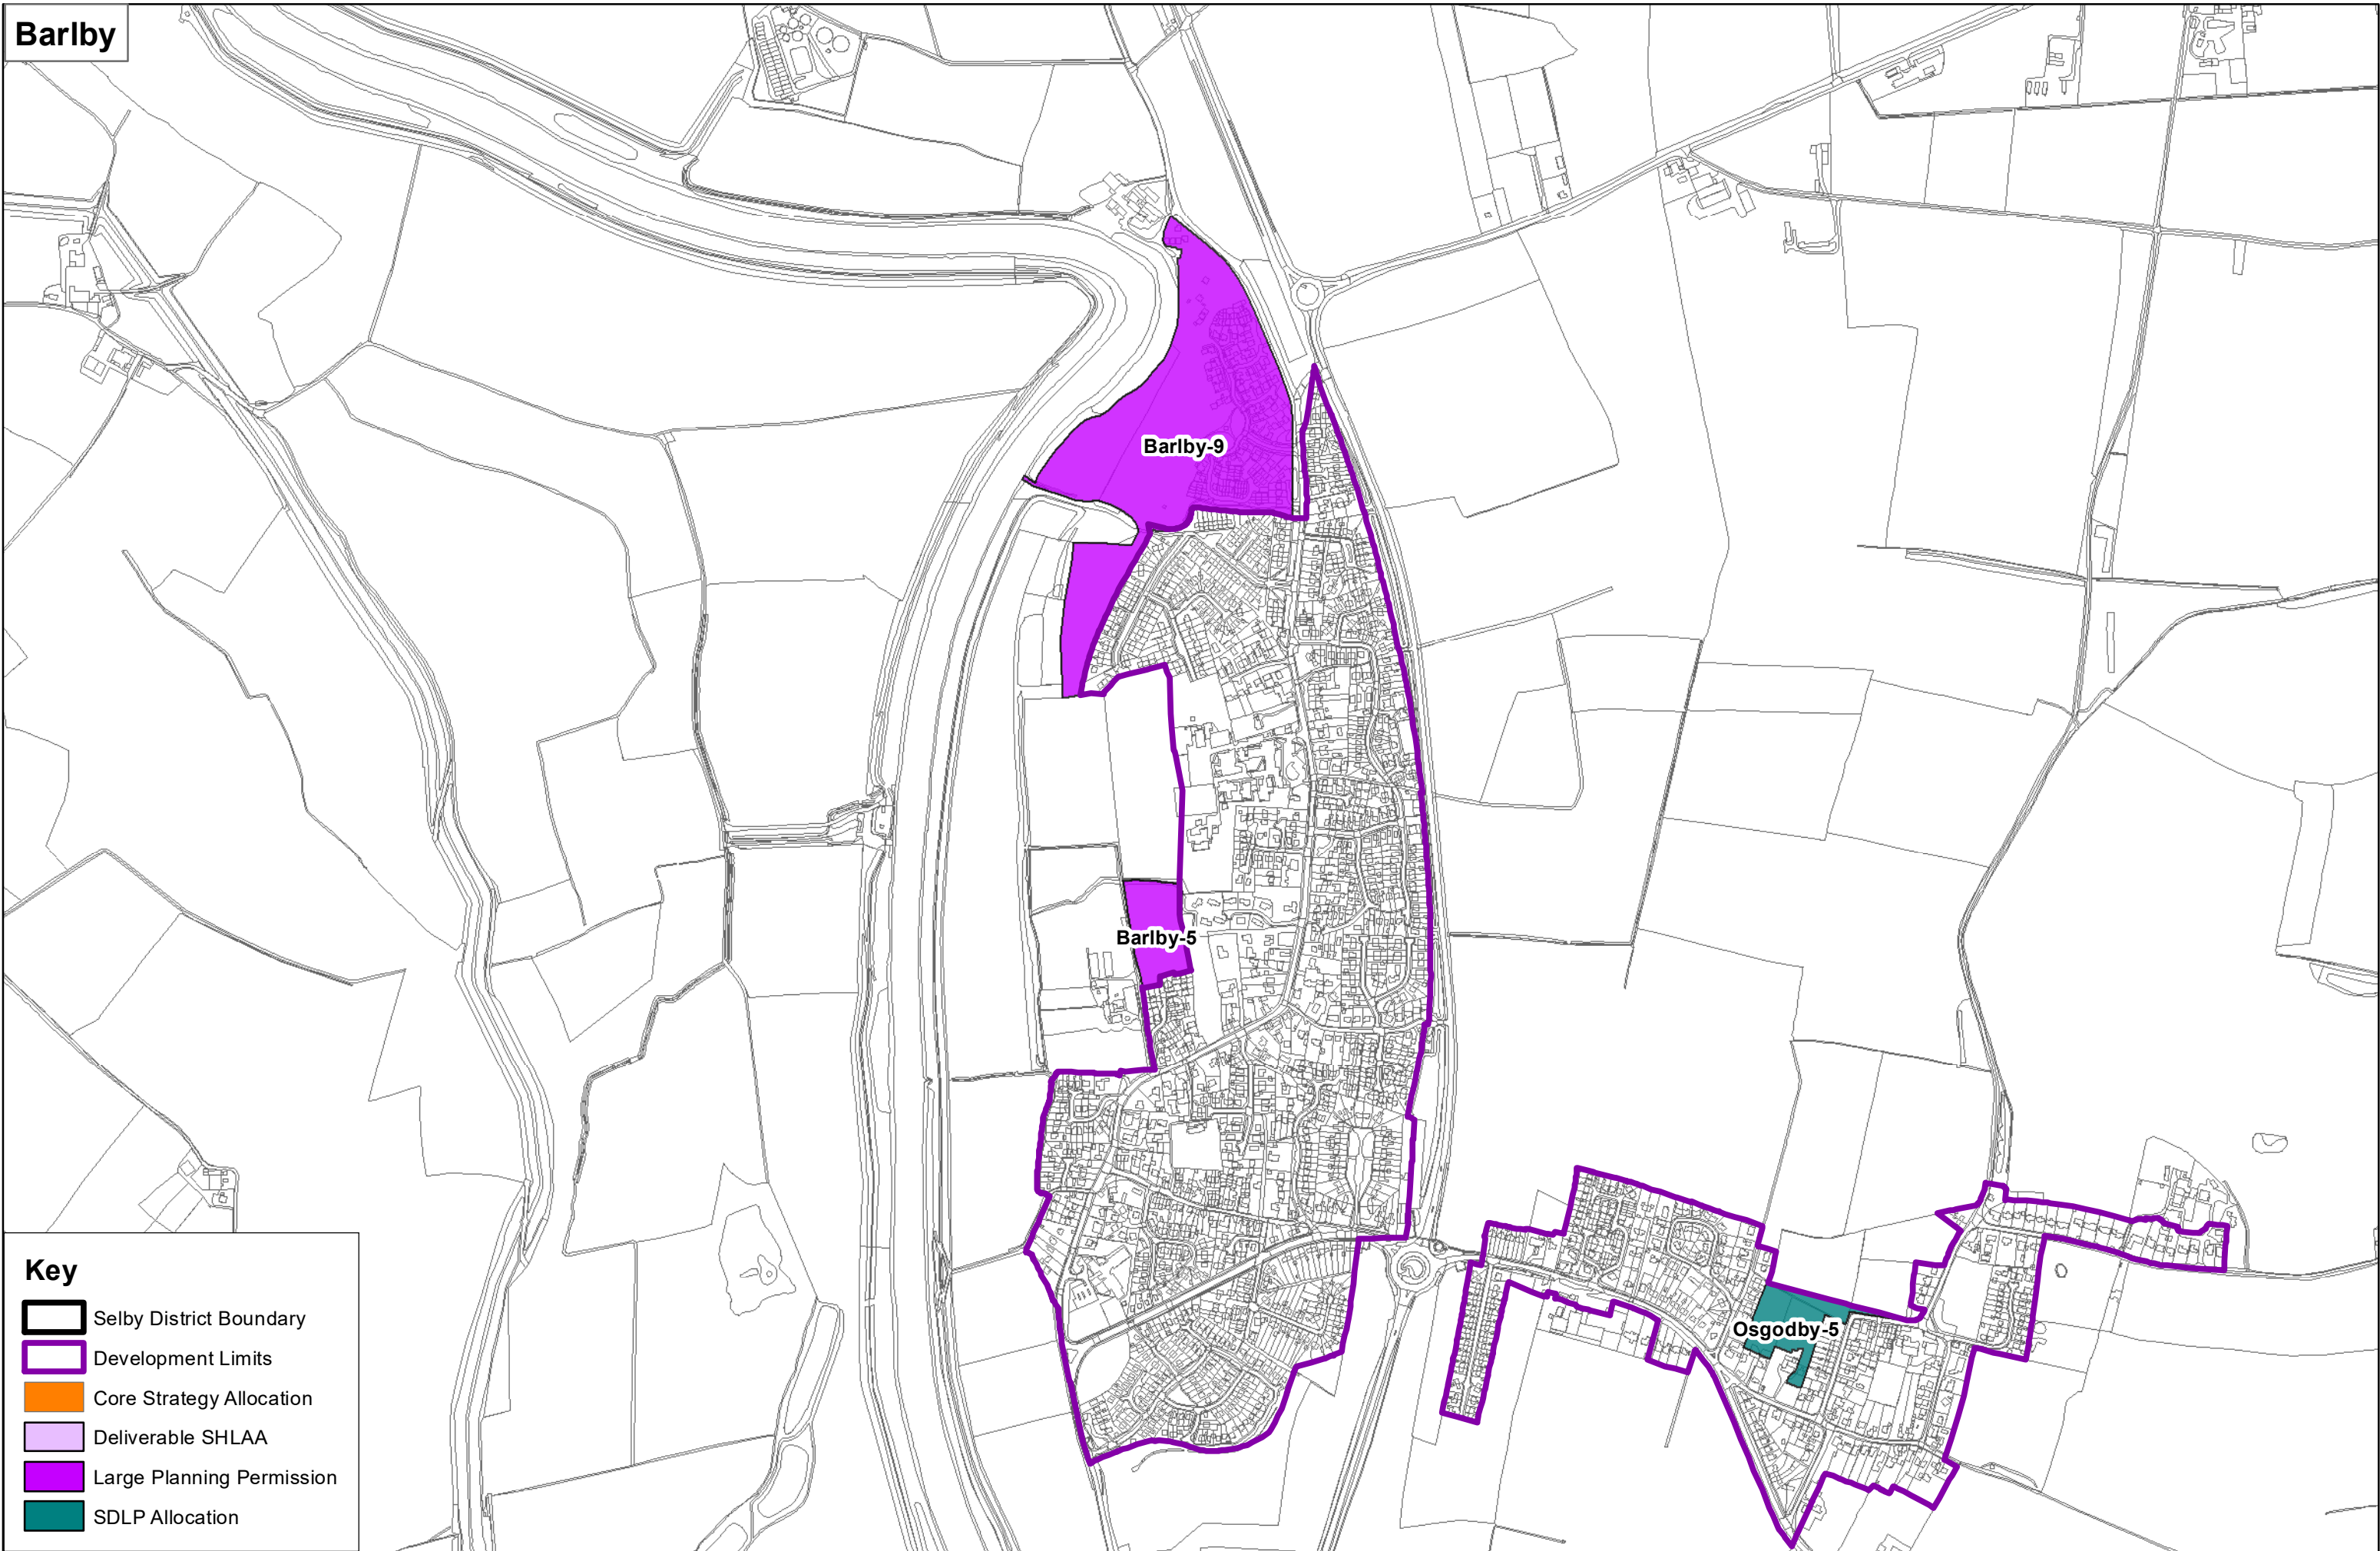 Barlby
Barlby-9
Barlby-5
Osgodby-5
Key
Selby District Boundary
Development Limits
Core Strategy Allocation
Deliverable SHLAA
Large Planning Permission
SDLP Allocation